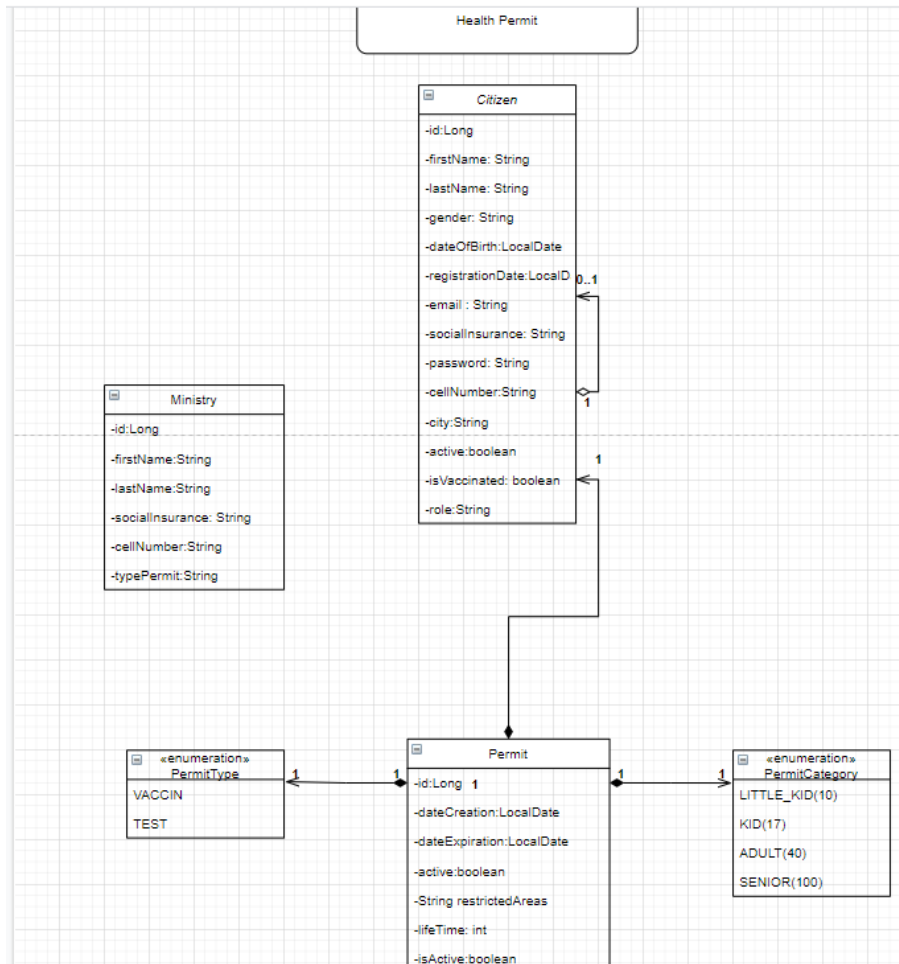 Health Permit
Citizen
-id:Long
-firstName: String
-lastName: String
-gender: String
-dateOfBirth:LocalDate
-registrationDate:LocalD
0..1
-email : String
-socialInsurance: String
-password: String
-cellNumber:String
1
-city:String
-active:boolean
1
-isVaccinated: boolean
-role:String
Ministry
-id:Long
-firstName:String
-lastName:String
-socialInsurance: String
-cellNumber:String
-typePermit:String
«enumeration»
PermitType
VACCIN
TEST
1
1
Permit
-id:Long 1
-dateCreation:LocalDate
-dateExpiration:LocalDate
-active:boolean
-String restrictedAreas
-lifeTime: int
-isActive:boolean
1
1
«enumeration»
PermitCategory
LITTLE_KID(10)
KID(17)
ADULT(40)
SENIOR(100)